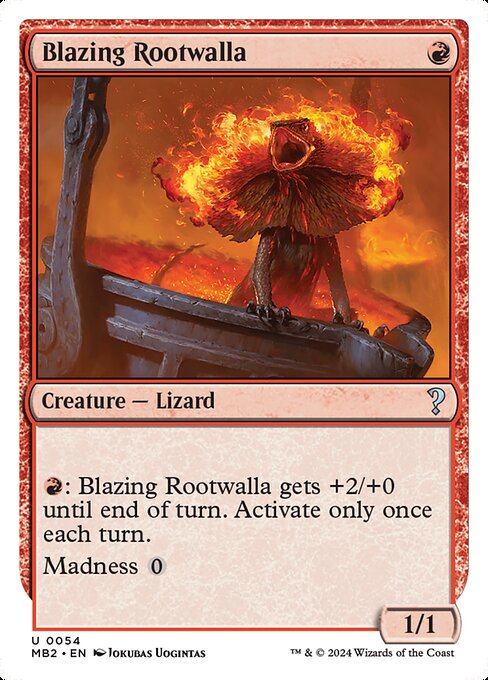 Blazing Rootwalla
Creature — Lizard
: Blazing Rootwalla gets +2/+0
until end of turn. Activate only once
each turn.
Madness 0
1/1
U 0054
MB2 • EN Jokubas Uogintas
™ & © 2024 Wizards of the Coast